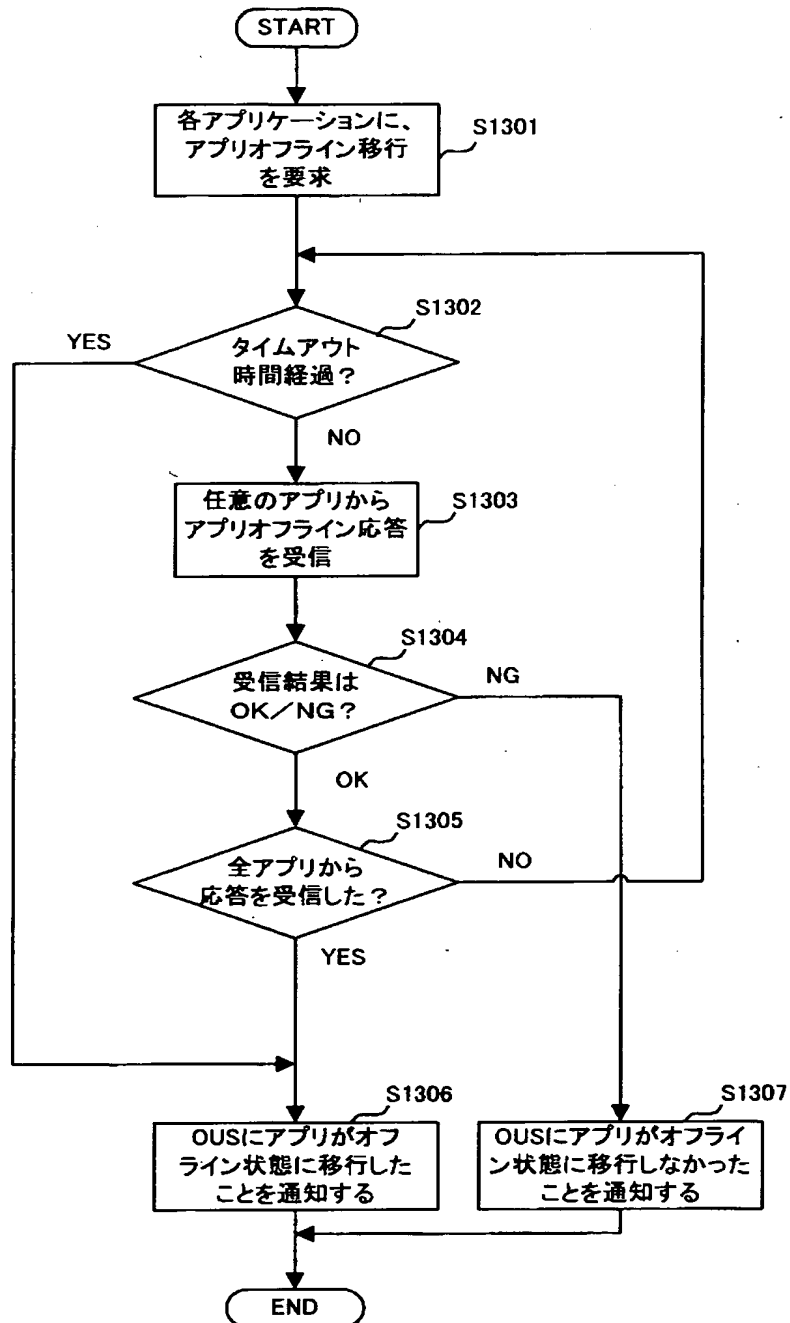 START
各アプリケーションに、
アプリオフライン移行
を要求
S1301
S1302
YES
タイムアウト
時間経過？
NO
任意のアプリから
アプリオフライン応答
を受信
S1303
S1304
受信結果は
OK／NG？
NG
OK
S1305
全アプリから
応答を受信した？
NO
YES
S1306
OUSにアプリがオフ
ライン状態に移行した
ことを通知する
S1307
OUSにアプリがオフライ
ン状態に移行しなかった
ことを通知する
END